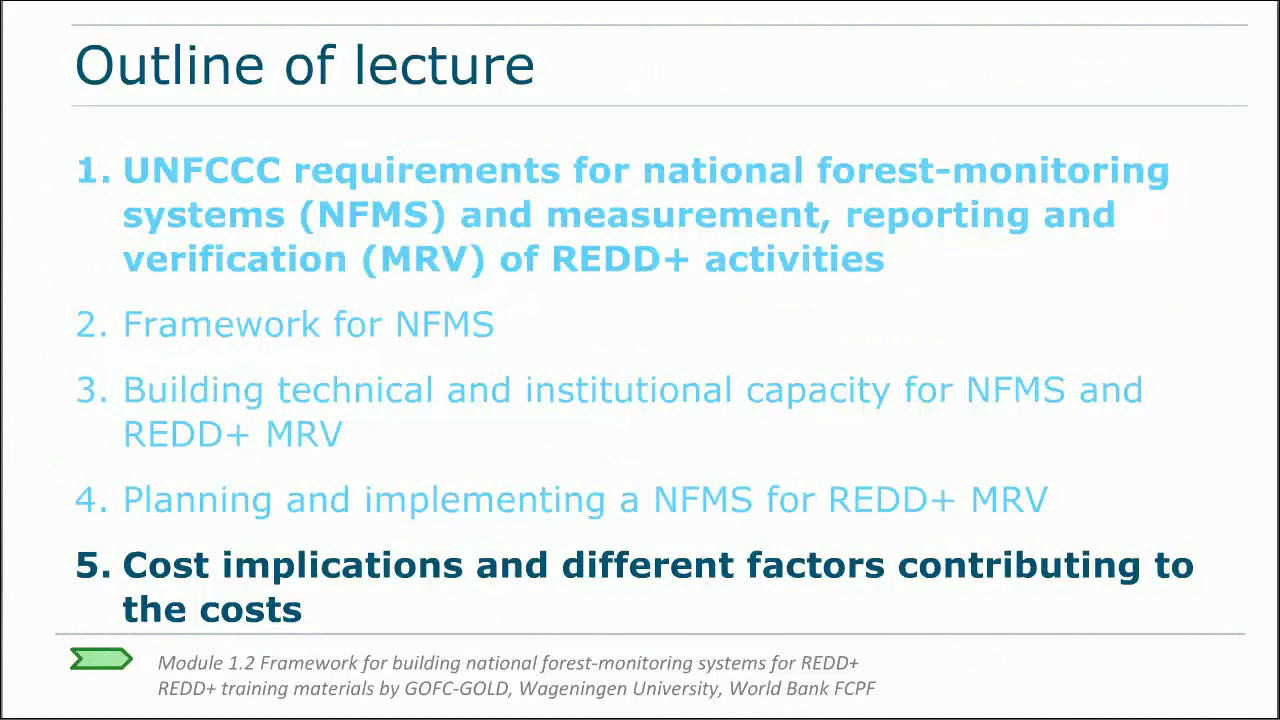 Outline of lecture
1. UNFCCC requirements for national forest-monitoring
systems (NFMS) and measurement, reporting and
verification (MRV) of REDD+ activities
2. Framework for NFMS
3. Building technical and institutional capacity for NFMS and
REDD+ MRV
4. Planning and implementing a NFMS for REDD+ MRV
5. Cost implications and different factors contributing to
the costs
Module 1.2 Framework for building national forest-monitoring systems for REDD+
REDD+ training materials by GOFC-GOLD, Wageningen University, World Bank FCPF